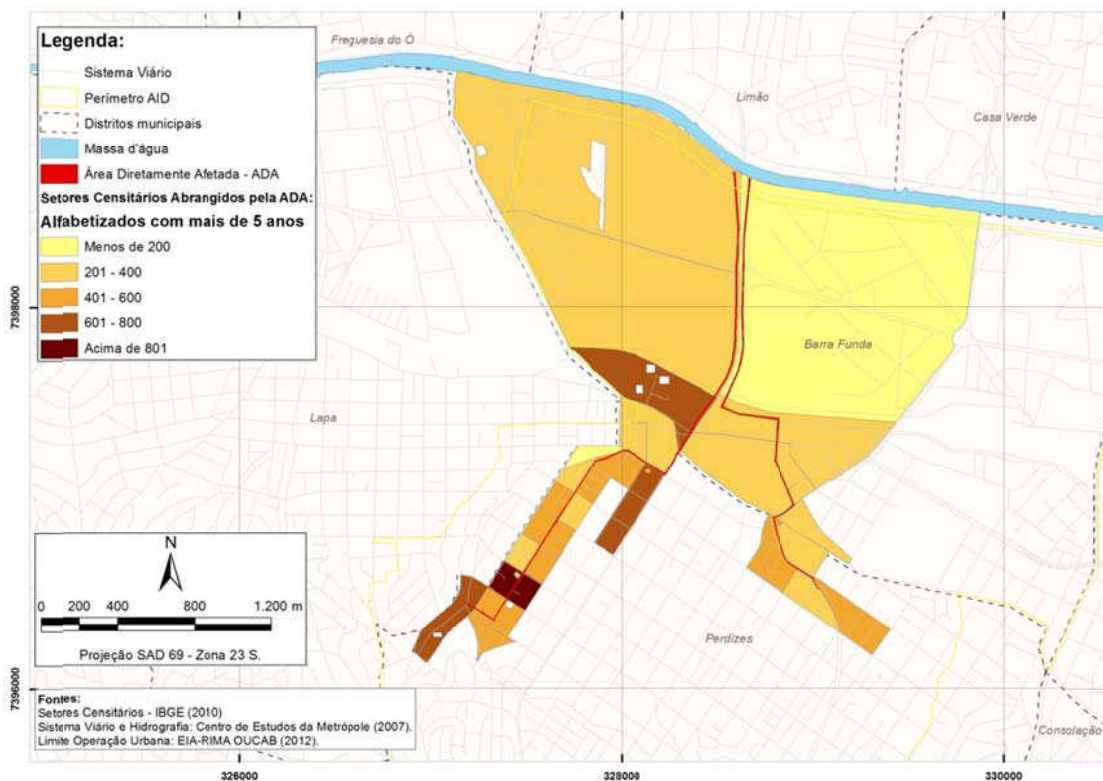 Legenda:
Sistema Viário
Perímetro AID
Distritos municipais
Massa d'água
Área Diretamente Afetada - ADA
Setores Censitários Abrangidos pela ADA:
Alfabetizados com mais de 5 anos
Menos de 200
201 - 400
401 - 600
601 - 800
Acima de 801
Freguesia do Ó
Limão
Casa Verde
Barra Funda
Lapa
Perdizes
Consolação
7398000
7396000
N
0 200 400 800 1.200 m
Projeção SAD 69 - Zona 23 S.
Fontes:
Setores Censitários - IBGE (2010)
Sistema Viário e Hidrografia: Centro de Estudos da Metrópole (2007).
Limite Operação Urbana: EIA-RIMA OUCAB (2012).
326000 328000 330000